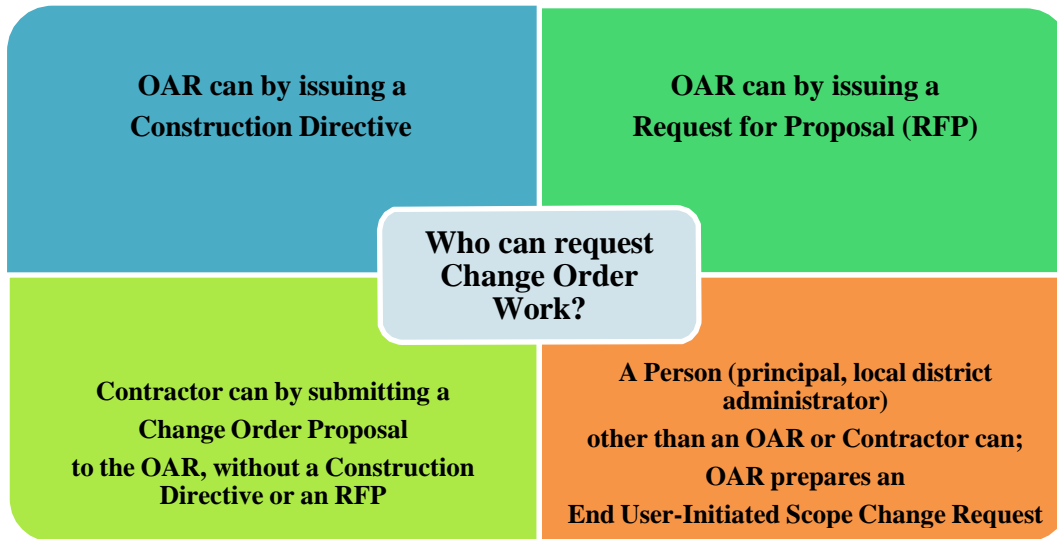 OAR can by issuing a
Construction Directive
OAR can by issuing a
Request for Proposal (RFP)
Who can request
Change Order
Work?
Contractor can by submitting a
Change Order Proposal
to the OAR, without a Construction
Directive or an RFP
A Person (principal, local district
administrator)
other than an OAR or Contractor can;
OAR prepares an
End User-Initiated Scope Change Request